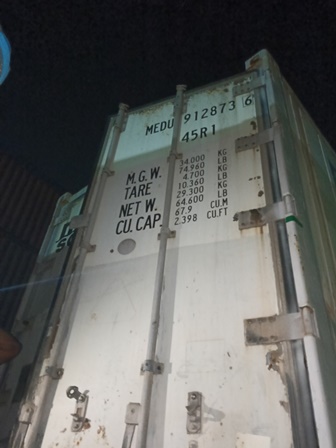 MEDU 912873 6
45R1
M.G.W. 34.000 KG
74.960 LB
TARE 4.700 KG
10.360 LB
NET W. 29.300 KG
64.600 LB
CU.CAP. 67.9 CU.M
2.398 CU.FT